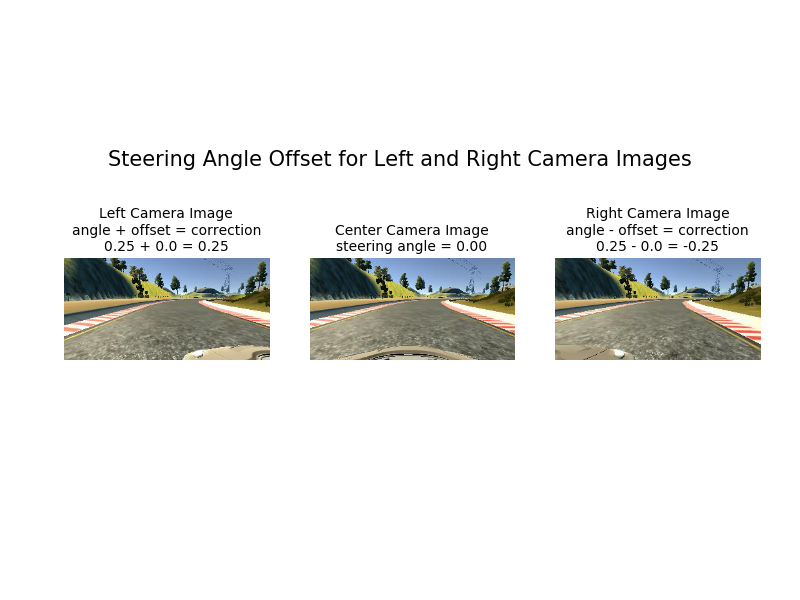 Steering Angle Offset for Left and Right Camera Images
Left Camera Image
angle + offset = correction
0.25 + 0.0 = 0.25
Center Camera Image
steering angle = 0.00
Right Camera Image
angle - offset = correction
0.25 - 0.0 = -0.25